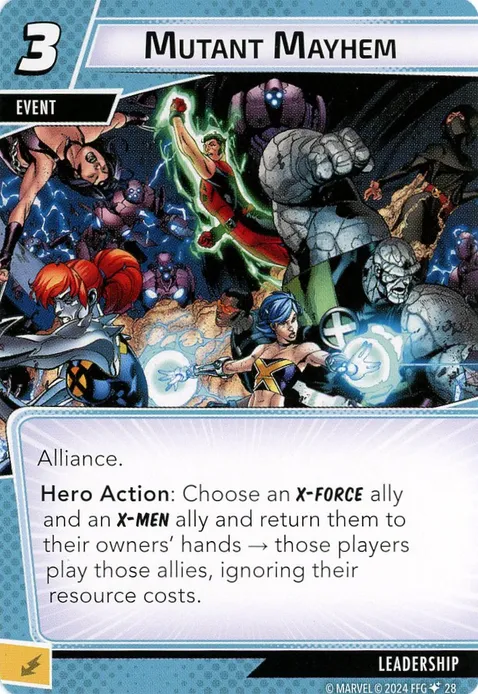 3
MUTANT MAYHEM
EVENT
Alliance.
Hero Action: Choose an X-FORCE ally
and an X-MEN ally and return them to
their owners' hands → those players
play those allies, ignoring their
resource costs.
LEADERSHIP
© MARVEL © 2024 FFG 28